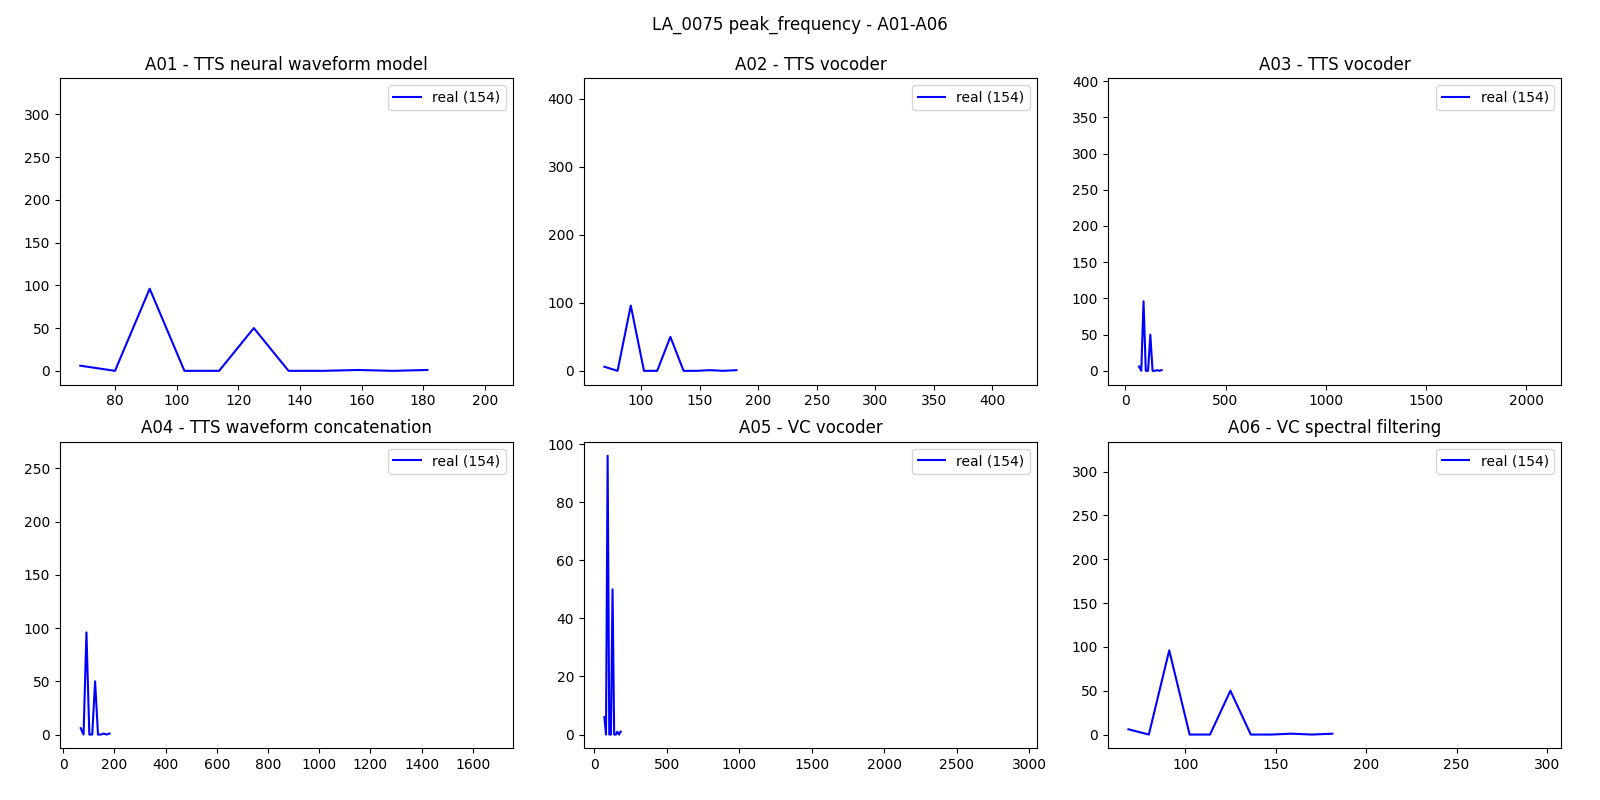 LA_0075 peak_frequency - A01-A06
A01 - TTS neural waveform model
real (154)
300
250
200
150
100
50
0
80 100 120 140 160 180 200
A02 - TTS vocoder
real (154)
400
300
200
100
0
100 150 200 250 300 350 400
A03 - TTS vocoder
real (154)
400
350
300
250
200
150
100
50
0
0 500 1000 1500 2000
A04 - TTS waveform concatenation
real (154)
250
200
150
100
50
0
0 200 400 600 800 1000 1200 1400 1600
A05 - VC vocoder
real (154)
100
80
60
40
20
0
0 500 1000 1500 2000 2500 3000
A06 - VC spectral filtering
real (154)
300
250
200
150
100
50
0
100 150 200 250 300